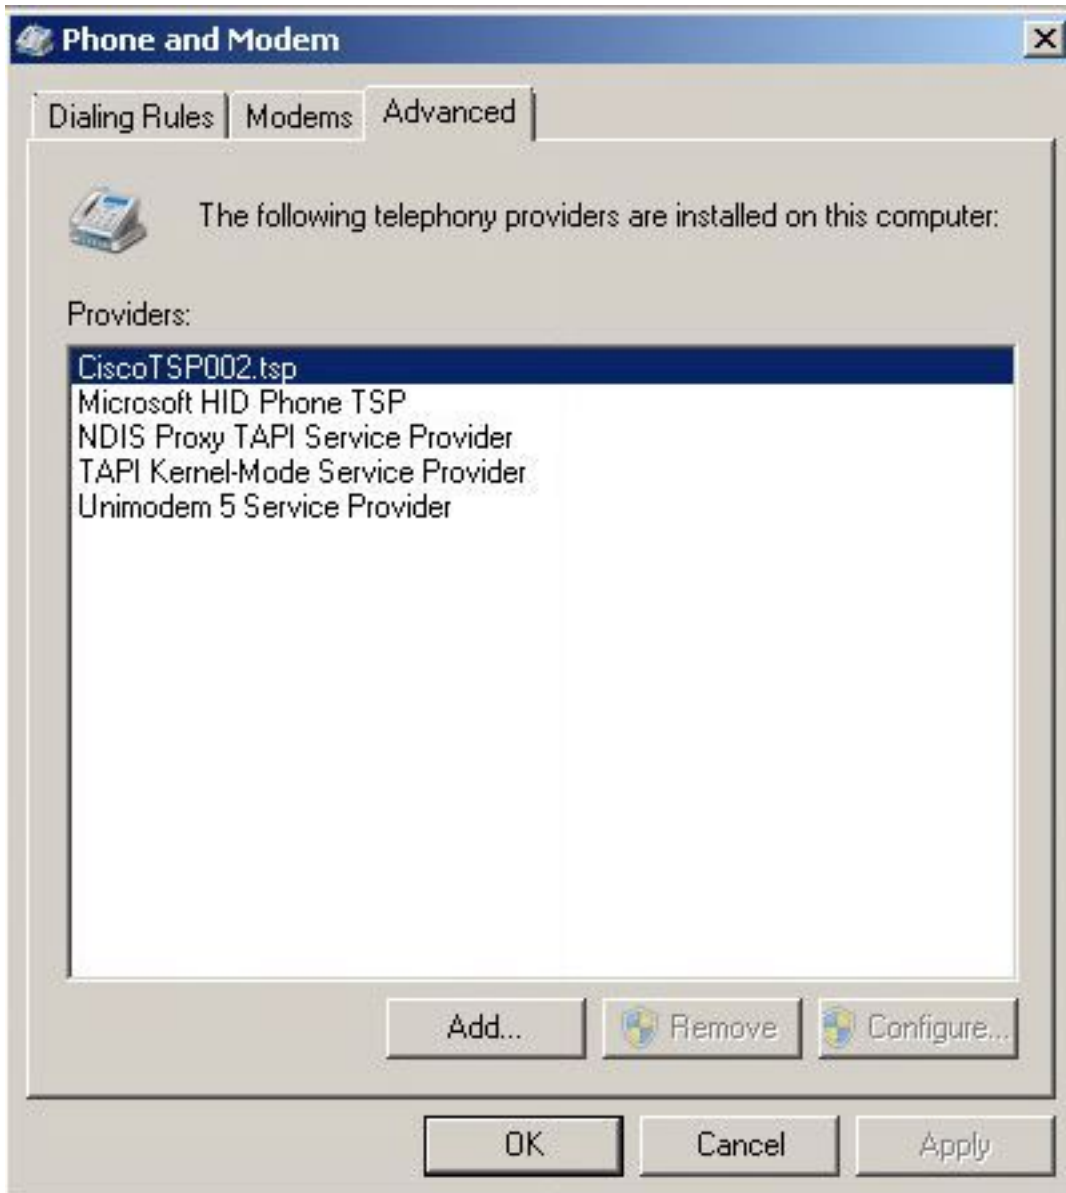 Phone and Modem
Dialing Rules
Modems
Advanced
The following telephony providers are installed on this computer:
Providers:
CiscoTSP002.tsp
Microsoft HID Phone TSP
NDIS Proxy TAPI Service Provider
TAPI Kernel-Mode Service Provider
Unimodem 5 Service Provider
Add...
Remove
Configure...
OK
Cancel
Apply